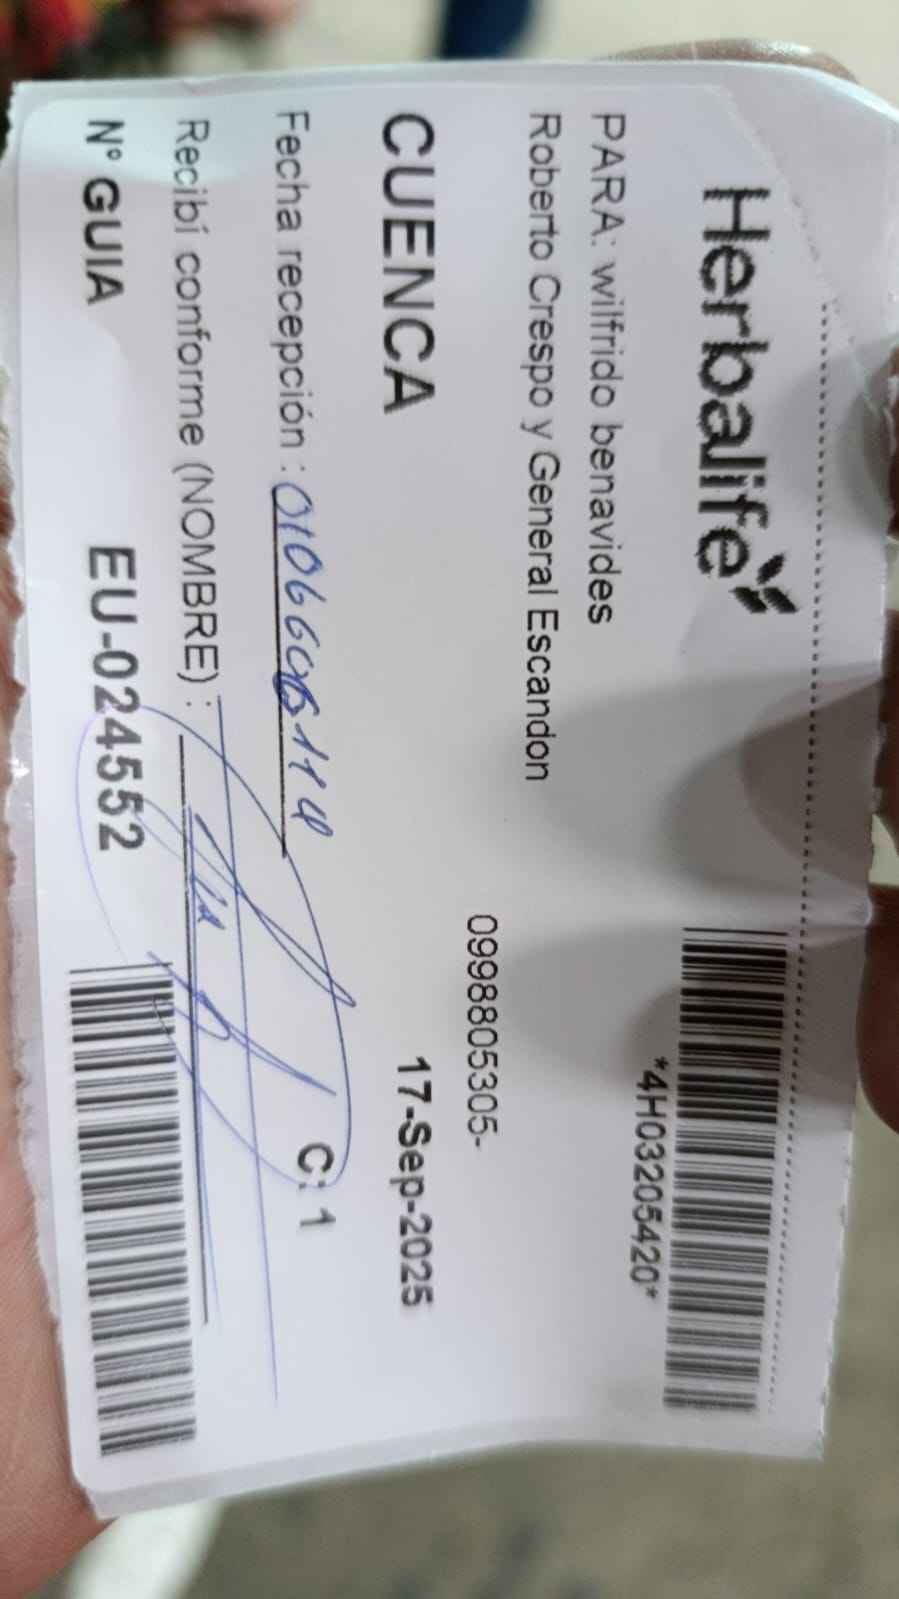 Herbalife
*4H03205420*
PARA: wilfrido benavides
Roberto Crespo y General Escandon
0998805305-
CUENCA
17-Sep-2025
Fecha recepción :
C: 1
Recibí conforme (NOMBRE) :
N° GUIA
EU-024552